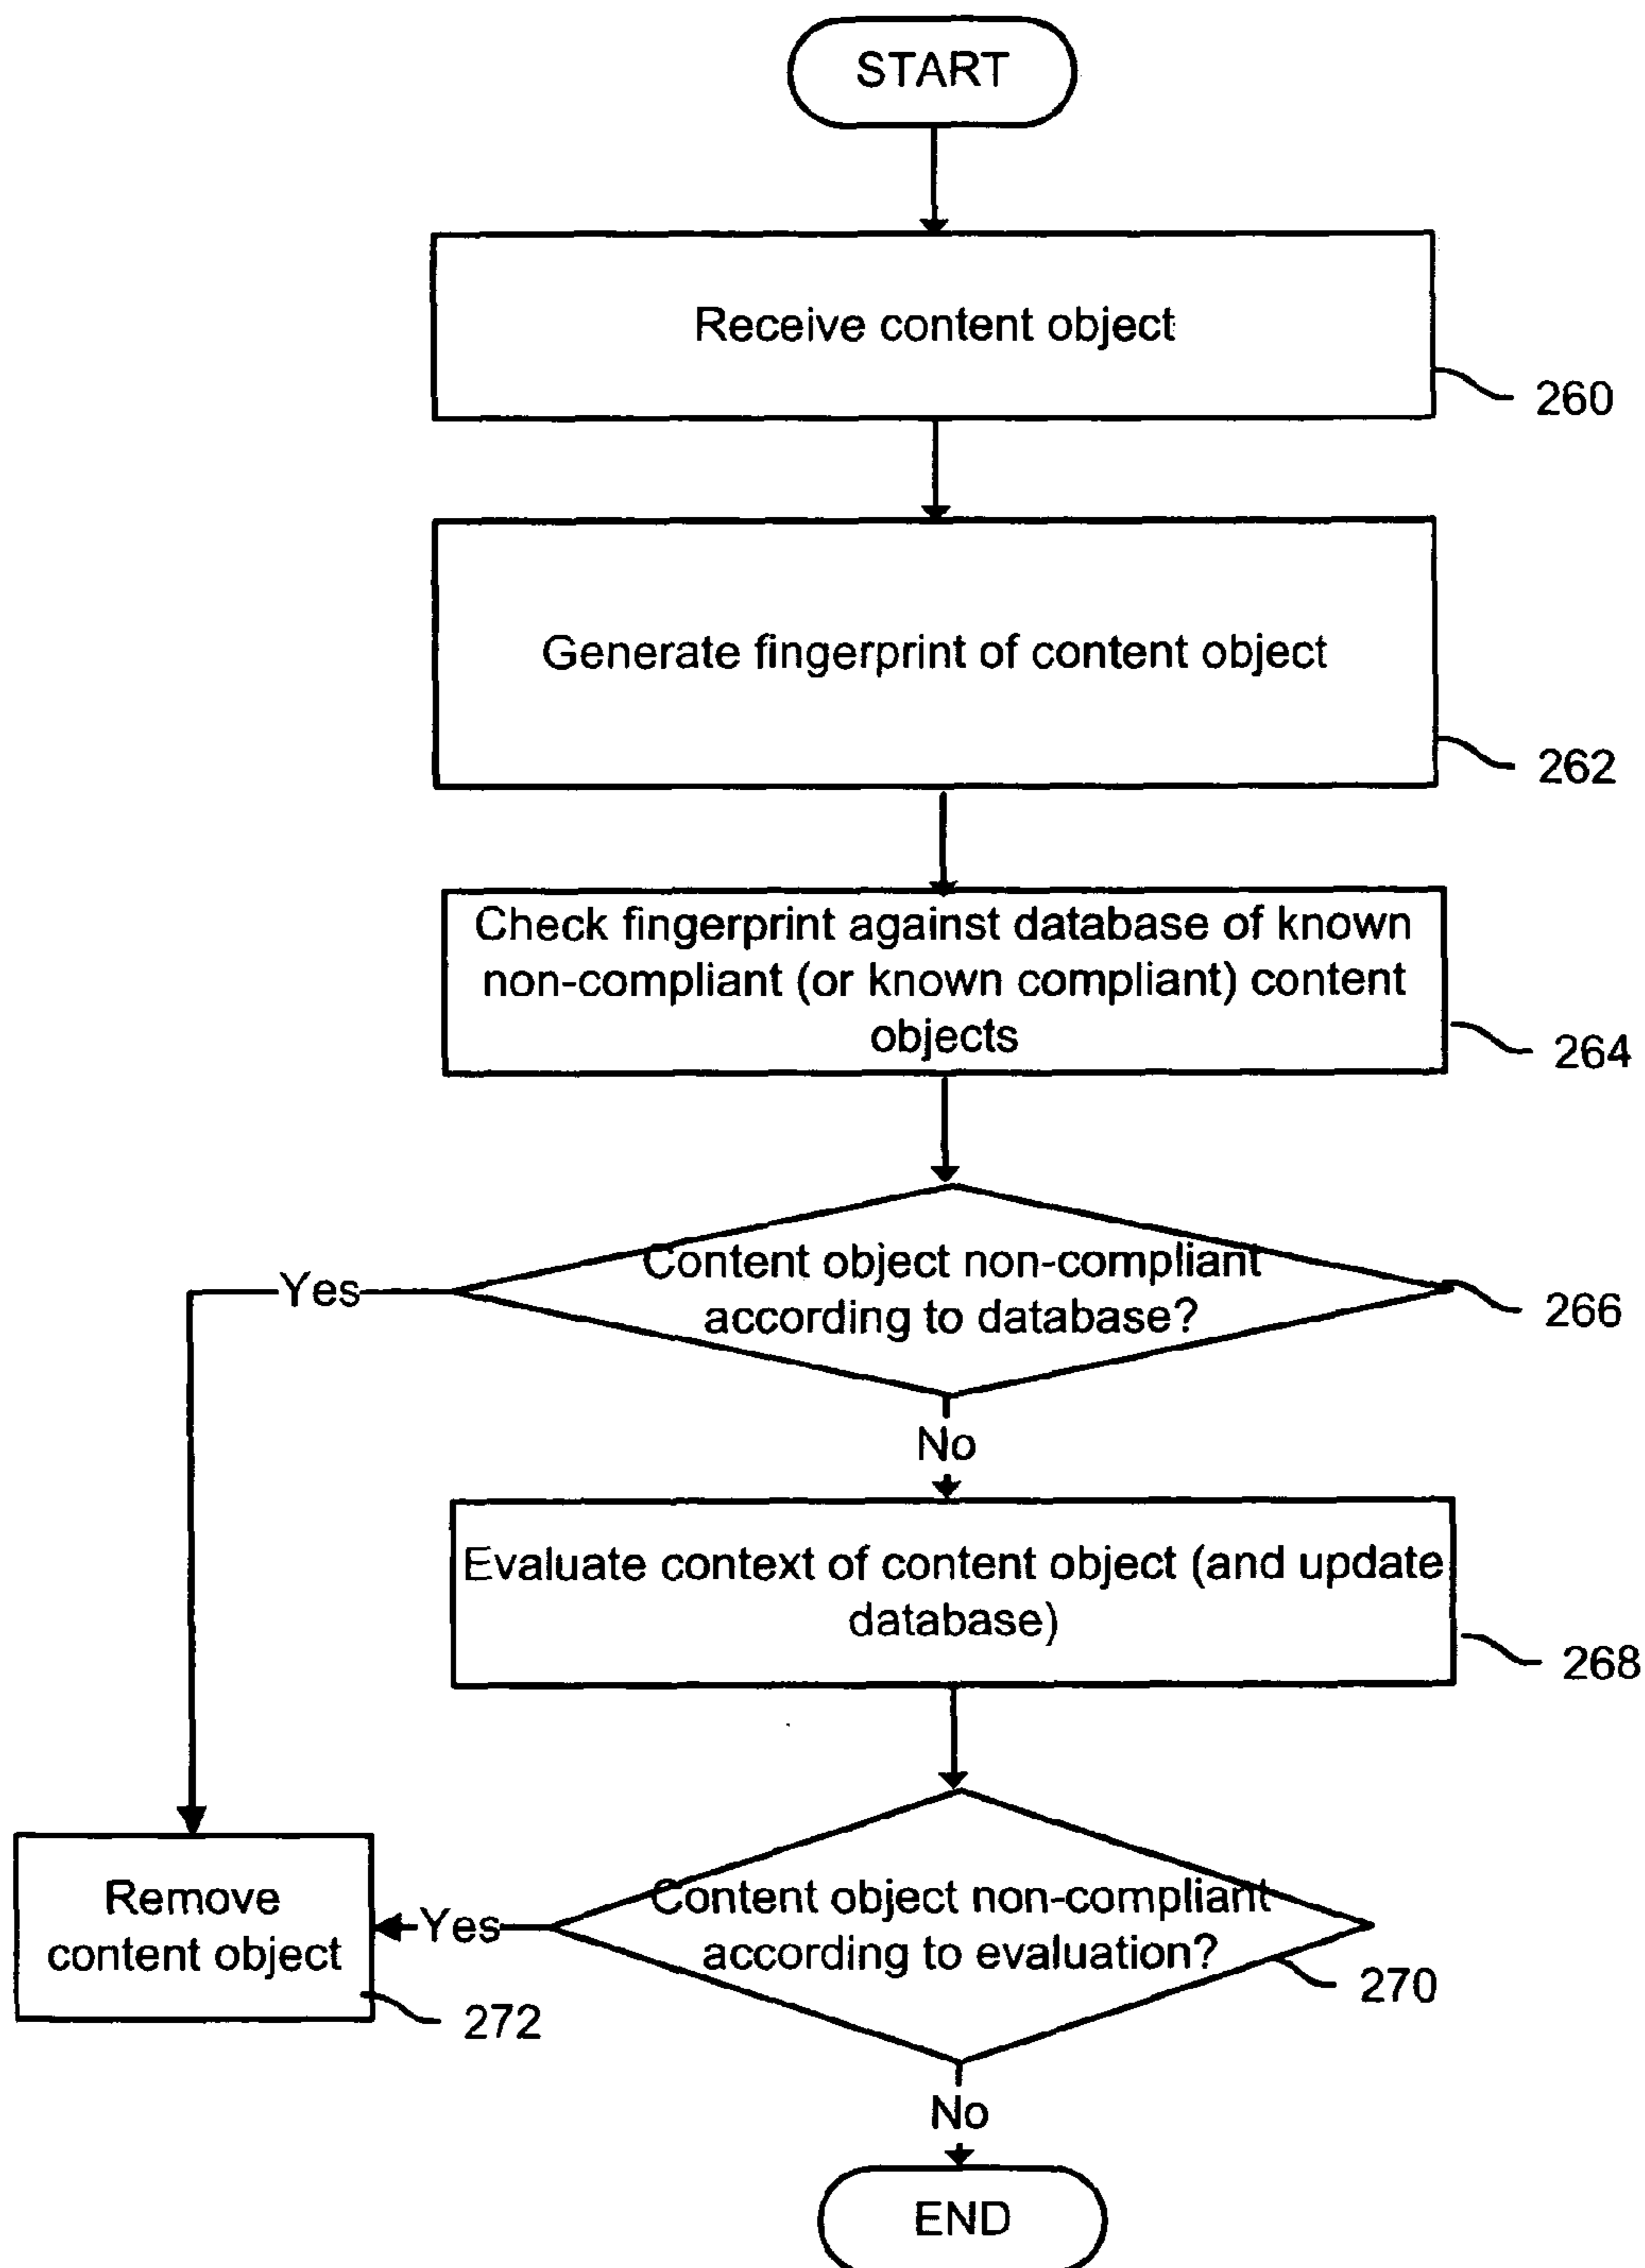 START
Receive content object
260
Generate fingerprint of content object
262
Check fingerprint against database of known
non-compliant (or known compliant) content
objects
264
Content object non-compliant
according to database?
Yes
266
No
Evaluate context of content object (and update
database)
268
Content object non-compliant
according to evaluation?
Yes
270
Remove
content object
272
No
END